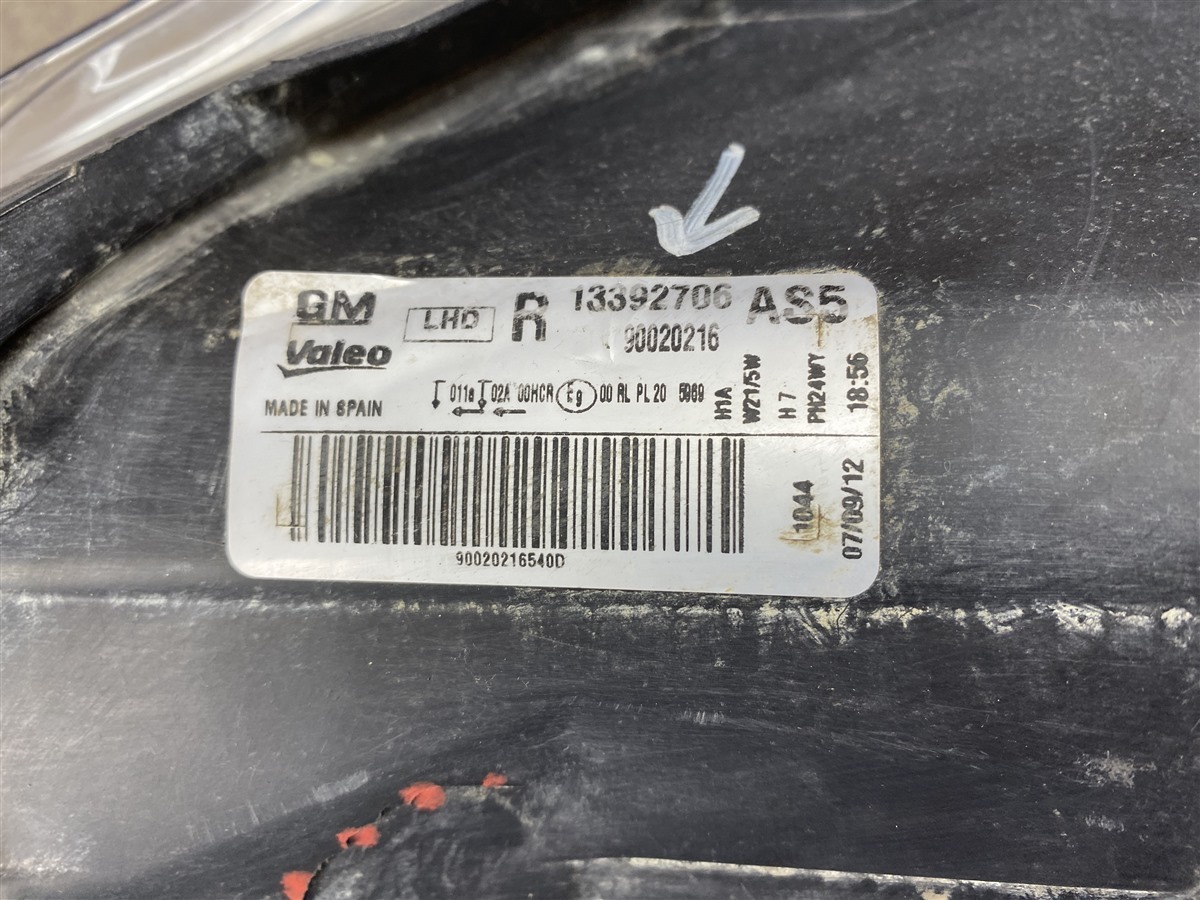 GM
Valeo
LHD
R
13392706
AS5
90020216
MADE IN SPAIN
011a 02A 00HCR E9 00 RL PL 20 5969
H1A
W21/5W
H7
PH24WY
18:56
1044
07/09/12
90020216540D